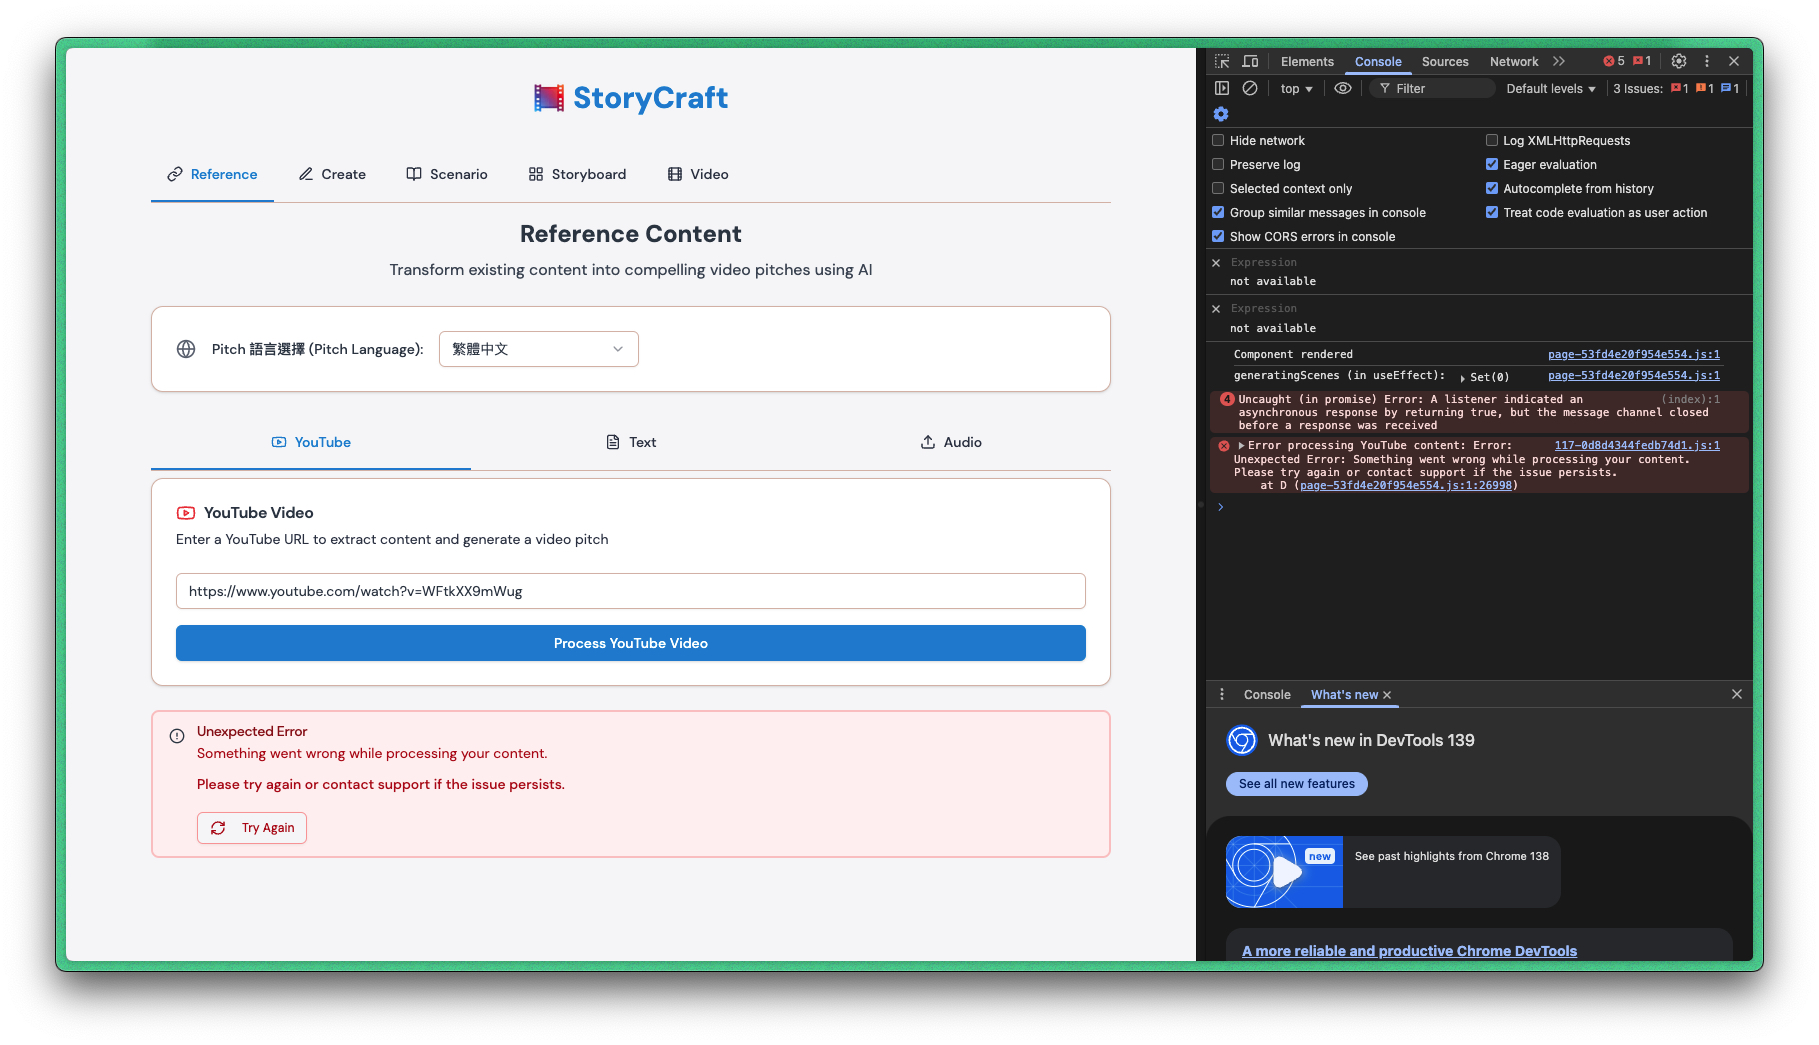 StoryCraft
Reference
Create
Scenario
Storyboard
Video
Reference Content
Transform existing content into compelling video pitches using AI
Pitch 語言選擇 (Pitch Language):
繁體中文
YouTube
Text
Audio
YouTube Video
Enter a YouTube URL to extract content and generate a video pitch
https://www.youtube.com/watch?v=WFtkXX9mWug
Process YouTube Video
Unexpected Error
Something went wrong while processing your content.
Please try again or contact support if the issue persists.
Try Again
Elements
Console
Sources
Network
5
1
top
Filter
Default levels
3 Issues:
1
1
1
Hide network
Log XMLHttpRequests
Preserve log
Eager evaluation
Selected context only
Autocomplete from history
Group similar messages in console
Treat code evaluation as user action
Show CORS errors in console
Expression
not available
Expression
not available
Component rendered
page-53fd4e20f954e554.js:1
generatingScenes (in useEffect): Set(0)
page-53fd4e20f954e554.js:1
4
Uncaught (in promise) Error: A listener indicated an
(index):1
asynchronous response by returning true, but the message channel closed
before a response was received
Error processing YouTube content: Error:
117-0d8d4344fedb74d1.js:1
Unexpected Error: Something went wrong while processing your content.
Please try again or contact support if the issue persists.
at D (page-53fd4e20f954e554.js:1:26998)
Console
What's new
What's new in DevTools 139
See all new features
new
See past highlights from Chrome 138
A more reliable and productive Chrome DevTools